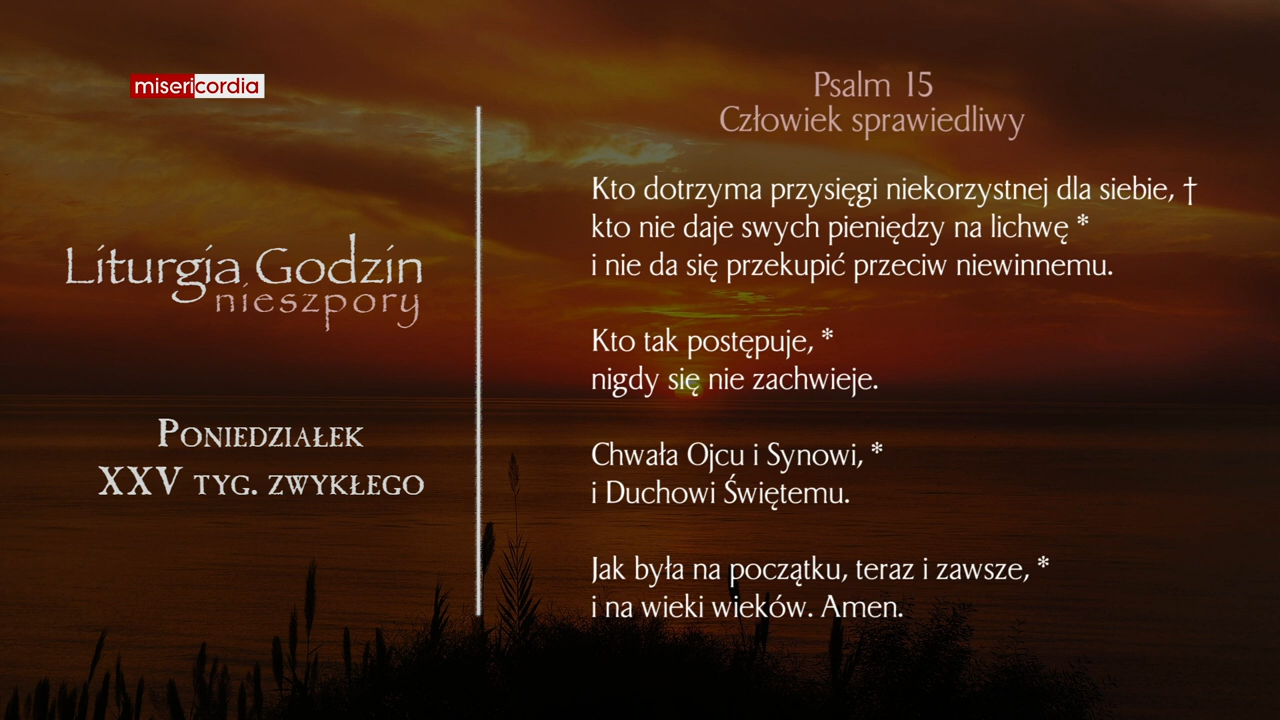 misericordia
Liturgia Godzin
nieszpory
Poniedziałek
XXV tyg. zwykłego
Psalm 15
Człowiek sprawiedliwy
Kto dotrzyma przysięgi niekorzystnej dla siebie, †
kto nie daje swych pieniędzy na lichwę *
i nie da się przekupić przeciw niewinnemu.
Kto tak postępuje, *
nigdy się nie zachwieje.
Chwała Ojcu i Synowi, *
i Duchowi Świętemu.
Jak była na początku, teraz i zawsze, *
i na wieki wieków. Amen.